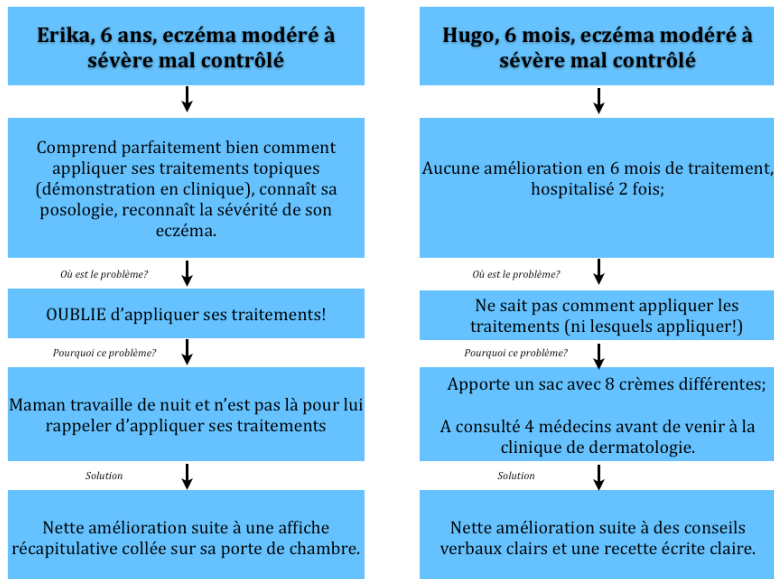 Erika, 6 ans, eczéma modéré à
sévère mal contrôlé
Comprend parfaitement bien comment
appliquer ses traitements topiques
(démonstration en clinique), connaît sa
posologie, reconnaît la sévérité de son
eczéma.
Où est le problème?
OUBLIE d’appliquer ses traitements!
Pourquoi ce problème?
Maman travaille de nuit et n’est pas là pour lui
rappeler d’appliquer ses traitements
Solution
Nette amélioration suite à une affiche
récapitulative collée sur sa porte de chambre.
Hugo, 6 mois, eczéma modéré à
sévère mal contrôlé
Aucune amélioration en 6 mois de traitement,
hospitalisé 2 fois;
Où est le problème?
Ne sait pas comment appliquer les
traitements (ni lesquels appliquer!)
Pourquoi ce problème?
Apporte un sac avec 8 crèmes différentes;
A consulté 4 médecins avant de venir à la
clinique de dermatologie.
Solution
Nette amélioration suite à des conseils
verbaux clairs et une recette écrite claire.